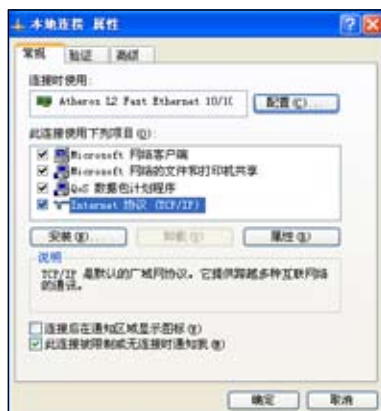 本地连接 属性
常规 验证 高级
连接时使用:
Atheros L2 Fast Ethernet 10/10
配置(C)...
此连接使用下列项目(O):
Microsoft 网络客户端
Microsoft 网络的文件和打印机共享
QoS 数据包计划程序
Internet 协议 (TCP/IP)
安装(N)... 卸载(U) 属性(R)
说明
TCP/IP 是默认的广域网协议。它提供跨越多种互联网络
的通讯。
连接后在通知区域显示图标(W)
此连接被限制或无连接时通知我(M)
确定 取消